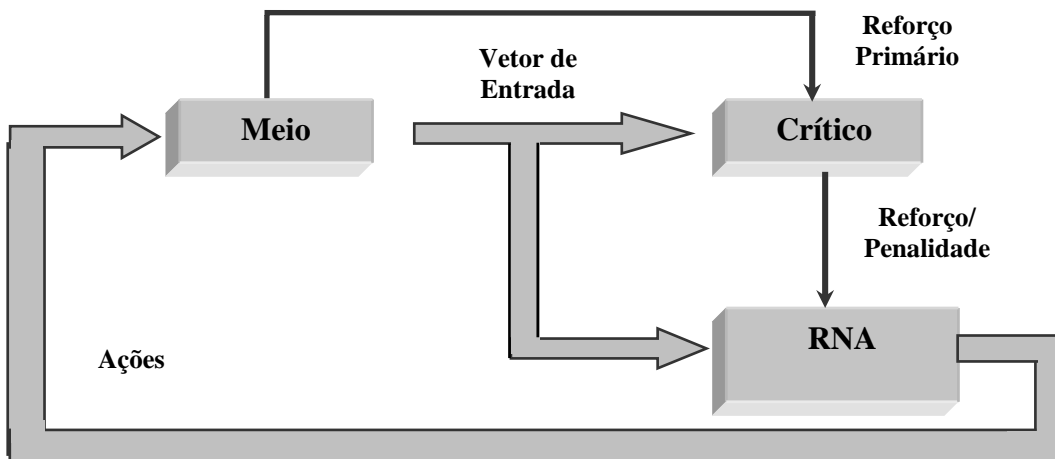 Reforço
Primário
Vetor de
Entrada
Meio
Crítico
Reforço/
Penalidade
RNA
Ações